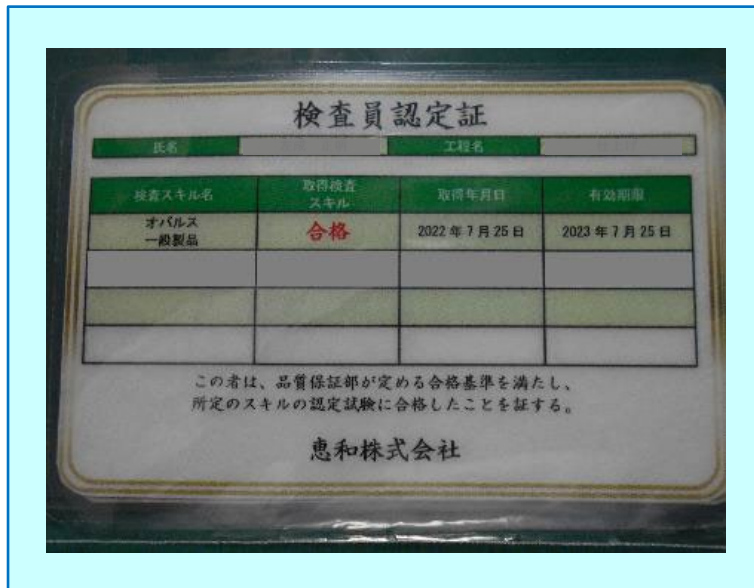 検査員認定証
氏名 工程名
検査スキル名 取得検査スキル 取得年月日 有効期限
オパルス一般製品 合格 2022年7月25日 2023年7月25日
この者は、品質保証部が定める合格基準を満たし、
所定のスキルの認定試験に合格したことを証する。
恵和株式会社